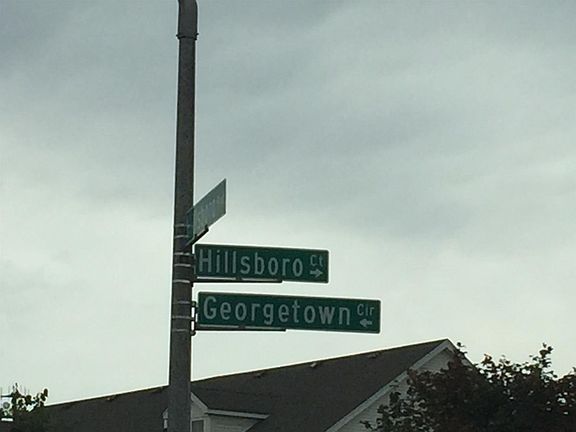 Hillsboro Ct →
Georgetown Cir ←